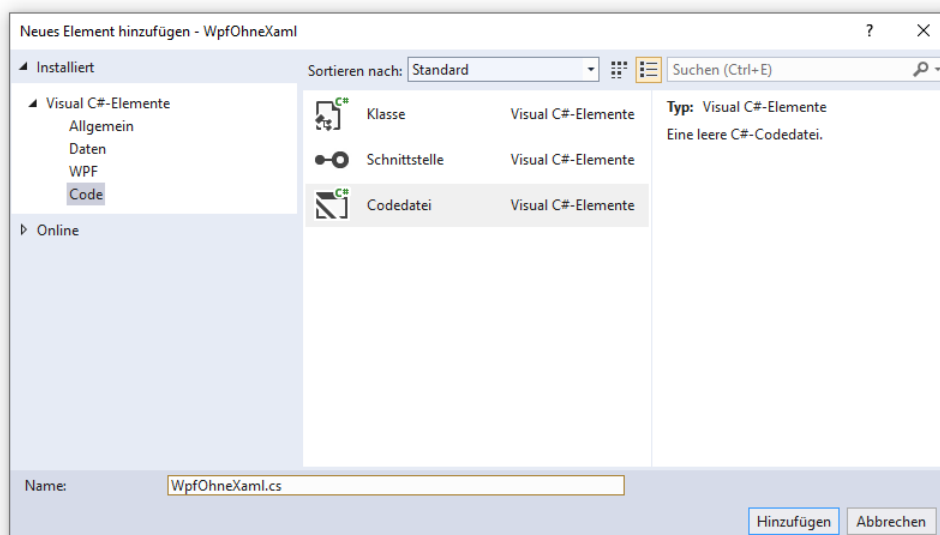 Neues Element hinzufügen - WpfOhneXaml ? ×
Installiert
Visual C#-Elemente
Allgemein
Daten
WPF
Code
Online
Sortieren nach: Standard
Suchen (Ctrl+E)
C# Klasse Visual C#-Elemente
Schnittstelle Visual C#-Elemente
C# Codedatei Visual C#-Elemente
Typ: Visual C#-Elemente
Eine leere C#-Codedatei.
Name: WpfOhneXaml.cs
Hinzufügen Abbrechen